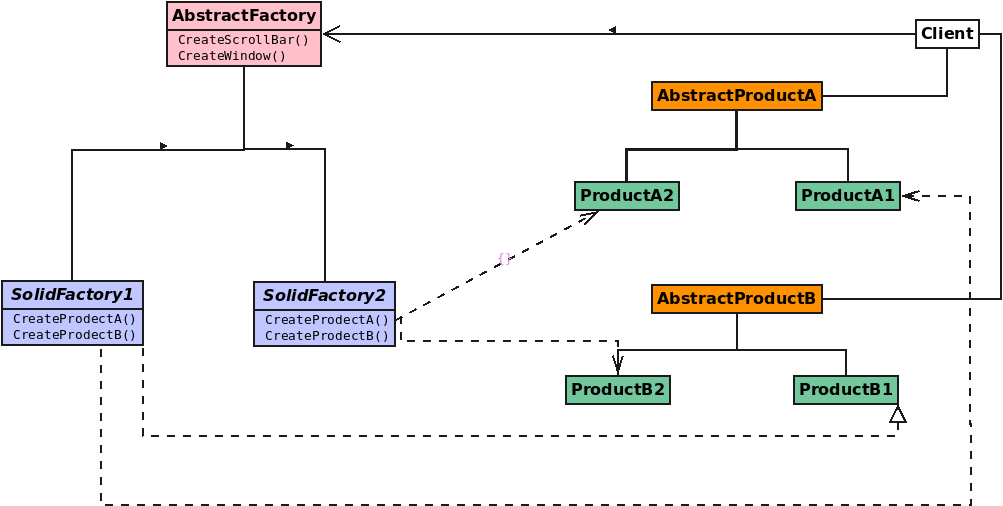 AbstractFactory
CreateScrollBar()
CreateWindow()
Client
AbstractProductA
ProductA2
ProductA1
{}
SolidFactory1
CreateProdectA()
CreateProdectB()
SolidFactory2
CreateProdectA()
CreateProdectB()
AbstractProductB
ProductB2
ProductB1